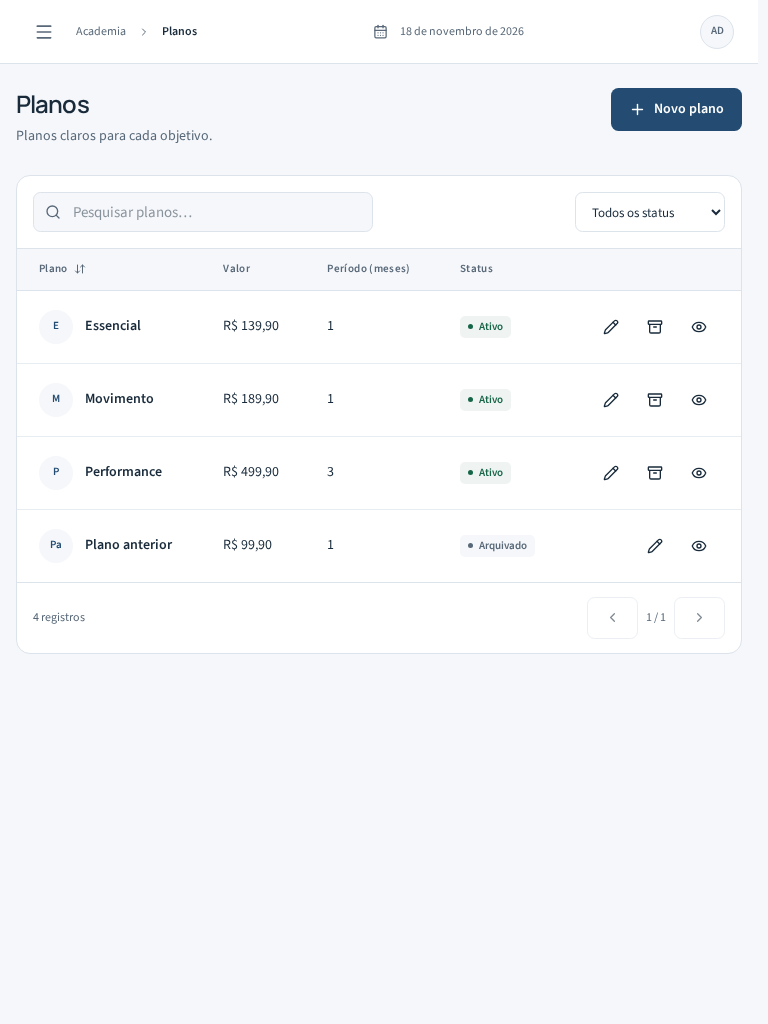 Academia > Planos
18 de novembro de 2026
AD
Planos
Planos claros para cada objetivo.
Novo plano
Pesquisar planos...
Todos os status
Plano Valor Período (meses) Status
E Essencial R$ 139,90 1 Ativo
M Movimento R$ 189,90 1 Ativo
P Performance R$ 499,90 3 Ativo
Pa Plano anterior R$ 99,90 1 Arquivado
4 registros
1 / 1